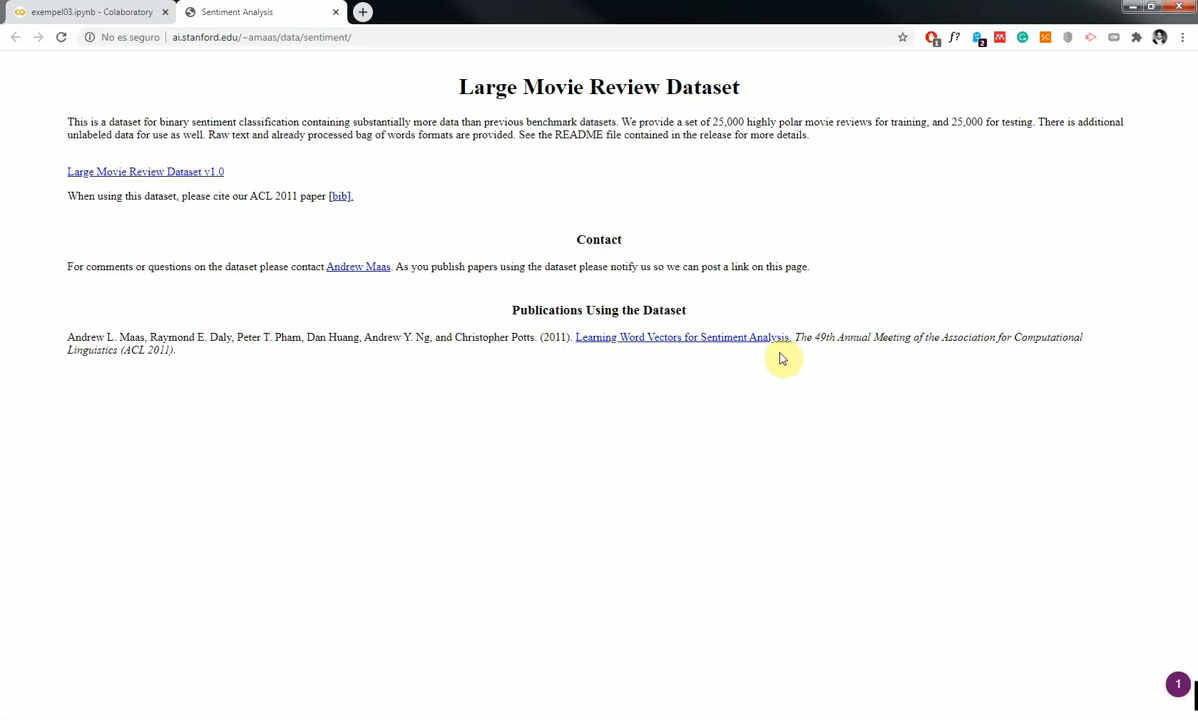 exempel03.ipynb - Colaboratory
Sentiment Analysis
No es seguro
ai.stanford.edu/~amaas/data/sentiment/
1
f?
2
Large Movie Review Dataset
This is a dataset for binary sentiment classification containing substantially more data than previous benchmark datasets. We provide a set of 25,000 highly polar movie reviews for training, and 25,000 for testing. There is additional
unlabeled data for use as well. Raw text and already processed bag of words formats are provided. See the README file contained in the release for more details.
Large Movie Review Dataset v1.0
When using this dataset, please cite our ACL 2011 paper [bib].
Contact
For comments or questions on the dataset please contact Andrew Maas. As you publish papers using the dataset please notify us so we can post a link on this page.
Publications Using the Dataset
Andrew L. Maas, Raymond E. Daly, Peter T. Pham, Dan Huang, Andrew Y. Ng, and Christopher Potts. (2011). Learning Word Vectors for Sentiment Analysis. The 49th Annual Meeting of the Association for Computational
Linguistics (ACL 2011).
1